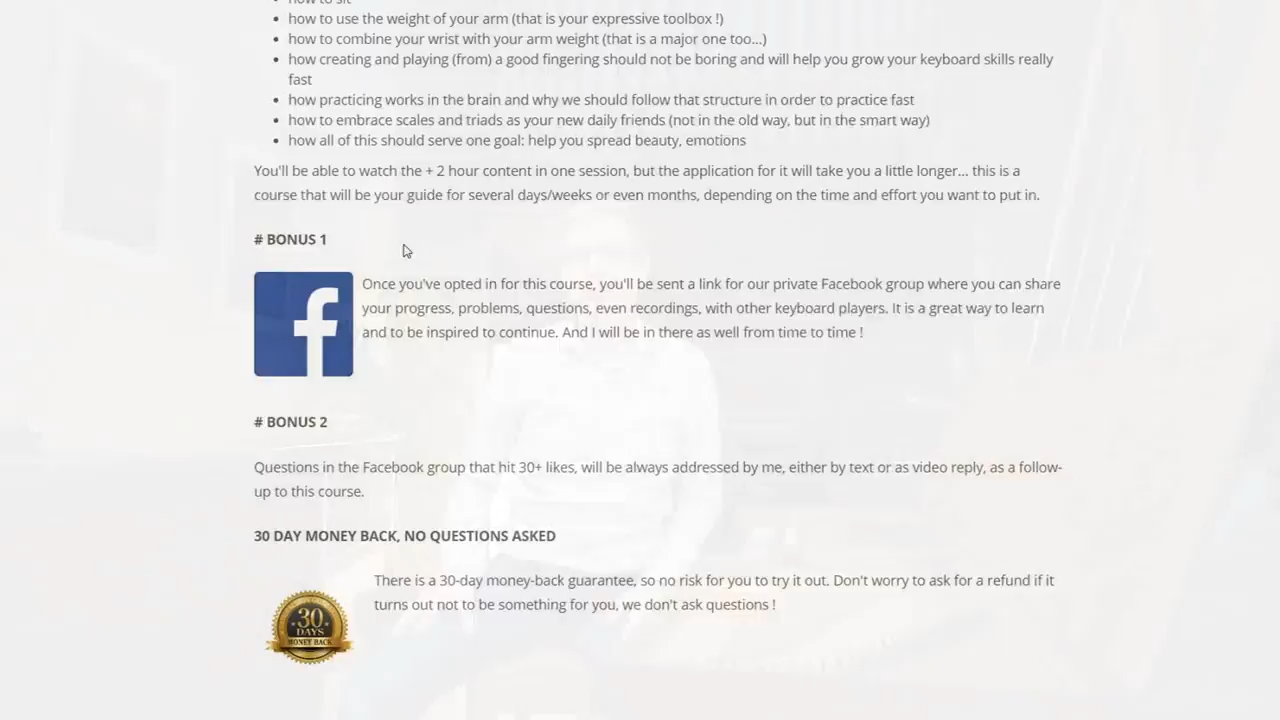 how to use the weight of your arm (that is your expressive toolbox !)
how to combine your wrist with your arm weight (that is a major one too...)
how creating and playing (from) a good fingering should not be boring and will help you grow your keyboard skills really
fast
how practicing works in the brain and why we should follow that structure in order to practice fast
how to embrace scales and triads as your new daily friends (not in the old way, but in the smart way)
how all of this should serve one goal: help you spread beauty, emotions
You'll be able to watch the + 2 hour content in one session, but the application for it will take you a little longer... this is a
course that will be your guide for several days/weeks or even months, depending on the time and effort you want to put in.
# BONUS 1
Once you've opted in for this course, you'll be sent a link for our private Facebook group where you can share
your progress, problems, questions, even recordings, with other keyboard players. It is a great way to learn
and to be inspired to continue. And I will be in there as well from time to time !
# BONUS 2
Questions in the Facebook group that hit 30+ likes, will be always addressed by me, either by text or as video reply, as a follow-
up to this course.
30 DAY MONEY BACK, NO QUESTIONS ASKED
There is a 30-day money-back guarantee, so no risk for you to try it out. Don't worry to ask for a refund if it
turns out not to be something for you, we don't ask questions !
30
DAYS
MONEY BACK